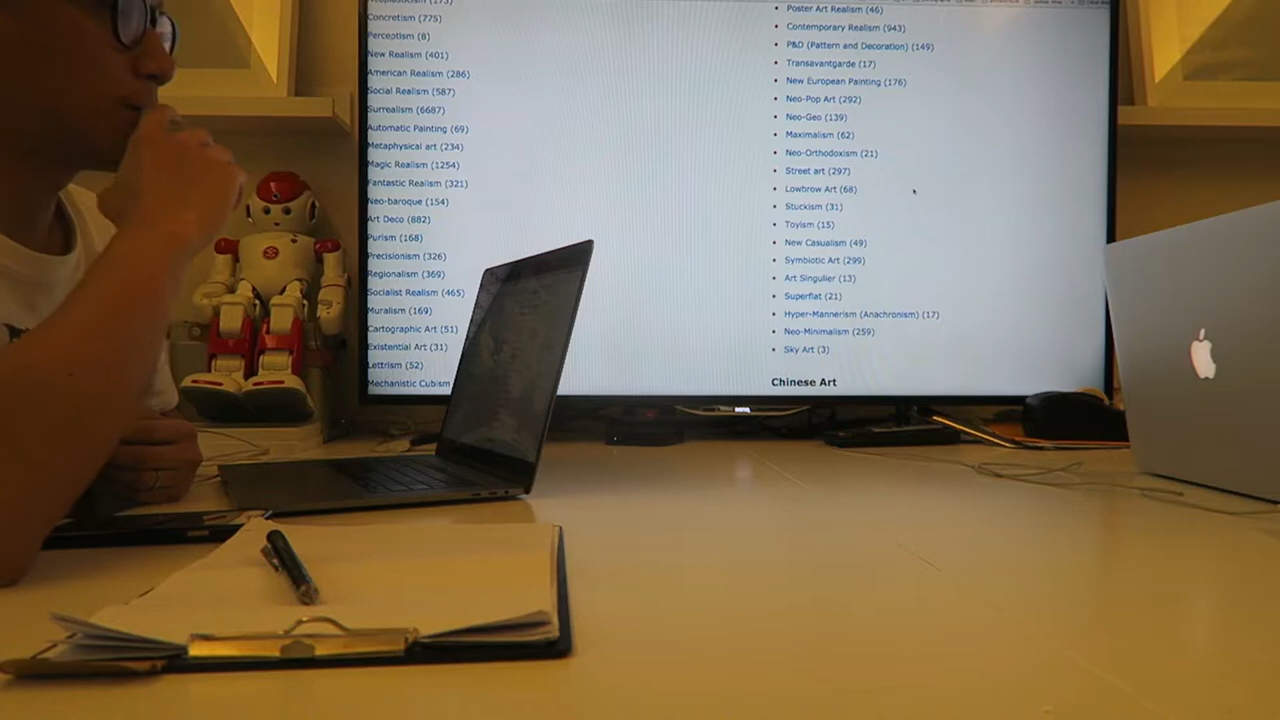 Concretism (775)
Perceptism (8)
New Realism (401)
American Realism (286)
Social Realism (587)
Surrealism (6687)
Automatic Painting (69)
Metaphysical art (234)
Magic Realism (1254)
Fantastic Realism (321)
Neo-baroque (154)
Art Deco (882)
Purism (168)
Precisionism (326)
Regionalism (369)
Socialist Realism (465)
Muralism (169)
Cartographic Art (51)
Existential Art (31)
Lettrism (52)
Mechanistic Cubism
Poster Art Realism (46)
Contemporary Realism (943)
P&D (Pattern and Decoration) (149)
Transavantgarde (17)
New European Painting (176)
Neo-Pop Art (292)
Neo-Geo (139)
Maximalism (62)
Neo-Orthodoxism (21)
Street art (297)
Lowbrow Art (68)
Stuckism (31)
Toyism (15)
New Casualism (49)
Symbiotic Art (299)
Art Singulier (13)
Superflat (21)
Hyper-Mannerism (Anachronism) (17)
Neo-Minimalism (259)
Sky Art (3)
Chinese Art
BENQ